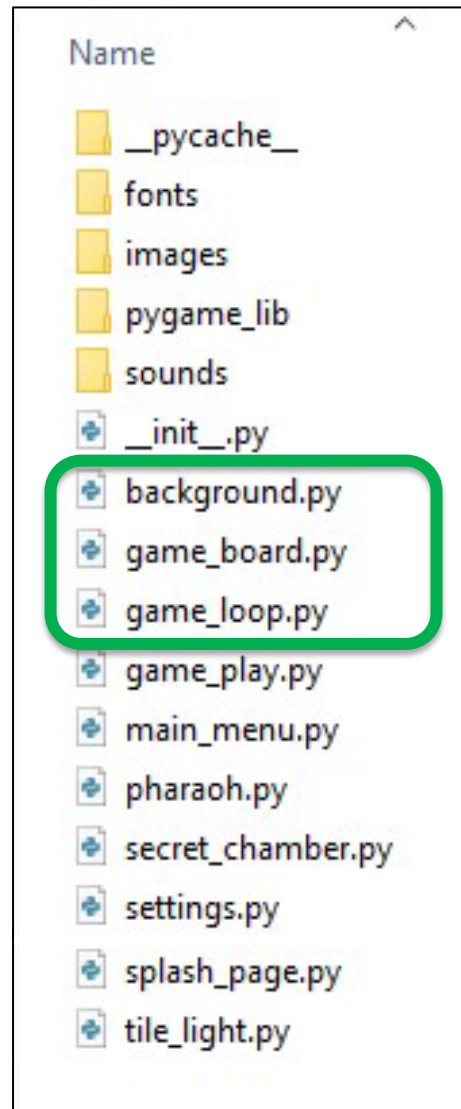 Name
__pycache__
fonts
images
pygame_lib
sounds
__init__.py
background.py
game_board.py
game_loop.py
game_play.py
main_menu.py
pharaoh.py
secret_chamber.py
settings.py
splash_page.py
tile_light.py